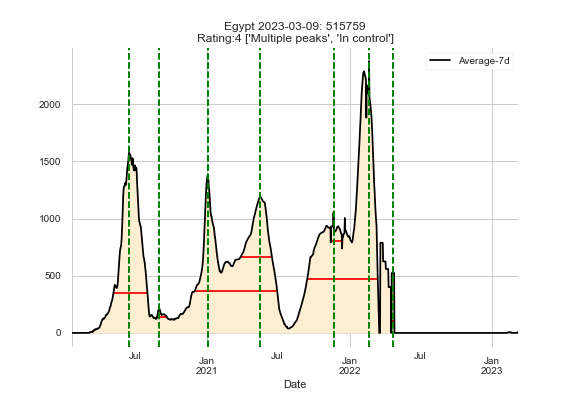 Egypt 2023-03-09: 515759
Rating:4 ['Multiple peaks', 'In control']
Average-7d
2000
1500
1000
500
0
Jul
Jan
2021
Jul
Jan
2022
Jul
Jan
2023
Date